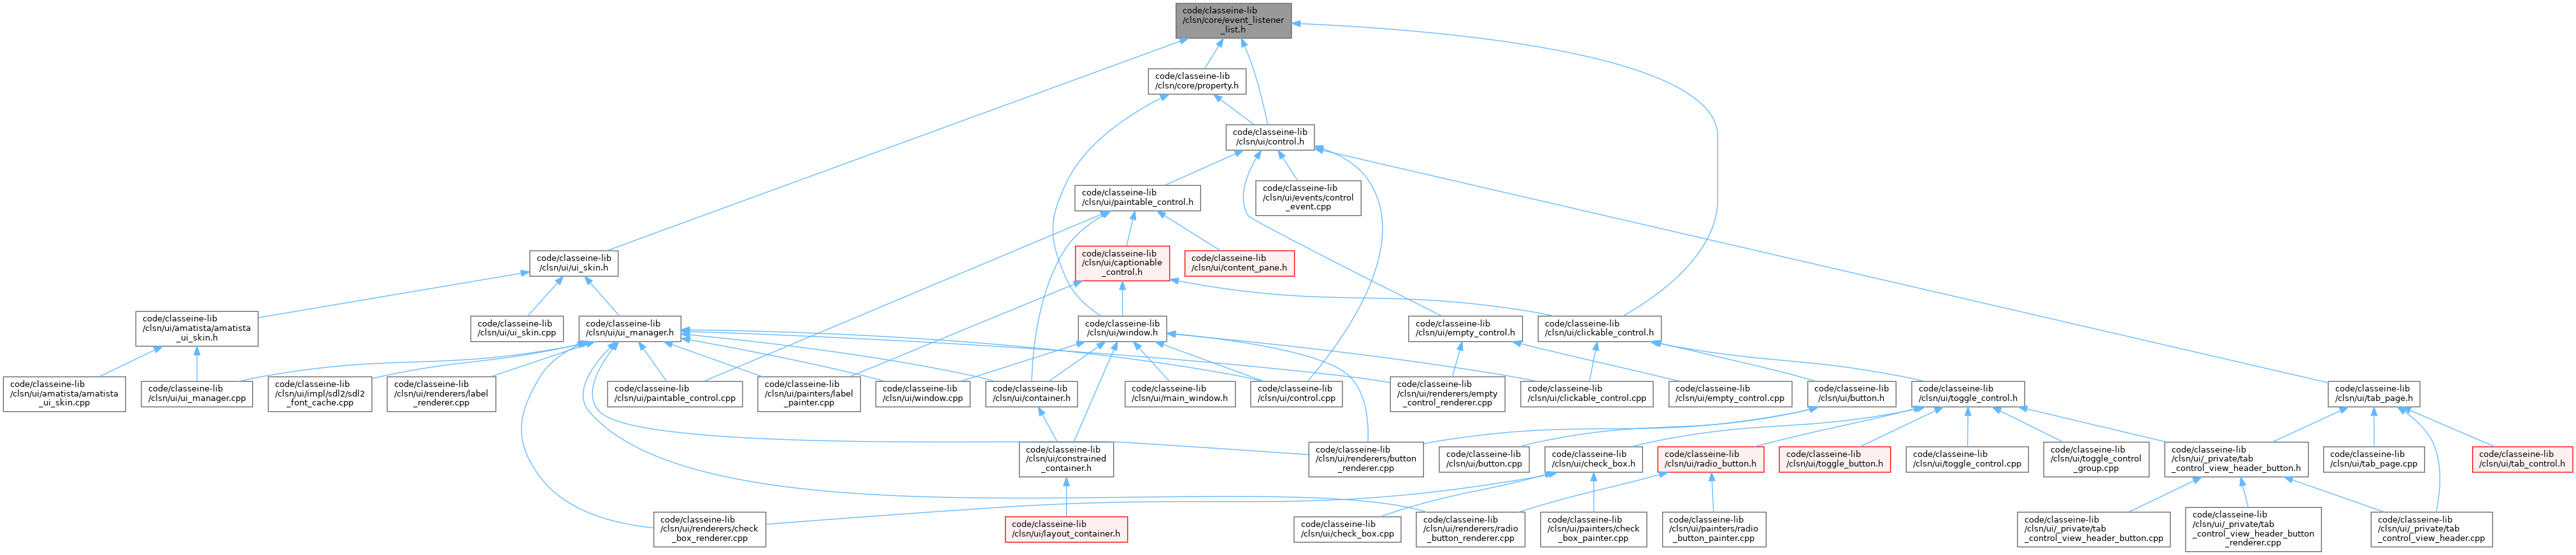 code/classeine-lib
/clsn/core/event_listener
_list.h
code/classeine-lib
/clsn/core/property.h
code/classeine-lib
/clsn/ui/control.h
code/classeine-lib
/clsn/ui/paintable_control.h
code/classeine-lib
/clsn/ui/events/control
_event.cpp
code/classeine-lib
/clsn/ui/ui_skin.h
code/classeine-lib
/clsn/ui/captionable
_control.h
code/classeine-lib
/clsn/ui/content_pane.h
code/classeine-lib
/clsn/ui/amatista/amatista
_ui_skin.h
code/classeine-lib
/clsn/ui/ui_skin.cpp
code/classeine-lib
/clsn/ui/ui_manager.h
code/classeine-lib
/clsn/ui/window.h
code/classeine-lib
/clsn/ui/empty_control.h
code/classeine-lib
/clsn/ui/clickable_control.h
code/classeine-lib
/clsn/ui/amatista/amatista
_ui_skin.cpp
code/classeine-lib
/clsn/ui/ui_manager.cpp
code/classeine-lib
/clsn/ui/impl/sdl2/sdl2
_font_cache.cpp
code/classeine-lib
/clsn/ui/renderers/label
_renderer.cpp
code/classeine-lib
/clsn/ui/paintable_control.cpp
code/classeine-lib
/clsn/ui/painters/label
_painter.cpp
code/classeine-lib
/clsn/ui/window.cpp
code/classeine-lib
/clsn/ui/container.h
code/classeine-lib
/clsn/ui/main_window.h
code/classeine-lib
/clsn/ui/control.cpp
code/classeine-lib
/clsn/ui/renderers/empty
_control_renderer.cpp
code/classeine-lib
/clsn/ui/clickable_control.cpp
code/classeine-lib
/clsn/ui/empty_control.cpp
code/classeine-lib
/clsn/ui/button.h
code/classeine-lib
/clsn/ui/toggle_control.h
code/classeine-lib
/clsn/ui/tab_page.h
code/classeine-lib
/clsn/ui/constrained
_container.h
code/classeine-lib
/clsn/ui/renderers/button
_renderer.cpp
code/classeine-lib
/clsn/ui/button.cpp
code/classeine-lib
/clsn/ui/check_box.h
code/classeine-lib
/clsn/ui/radio_button.h
code/classeine-lib
/clsn/ui/toggle_button.h
code/classeine-lib
/clsn/ui/toggle_control.cpp
code/classeine-lib
/clsn/ui/toggle_control
_group.cpp
code/classeine-lib
/clsn/ui/_private/tab
_control_view_header_button.h
code/classeine-lib
/clsn/ui/tab_page.cpp
code/classeine-lib
/clsn/ui/tab_control.h
code/classeine-lib
/clsn/ui/renderers/check
_box_renderer.cpp
code/classeine-lib
/clsn/ui/layout_container.h
code/classeine-lib
/clsn/ui/check_box.cpp
code/classeine-lib
/clsn/ui/renderers/radio
_button_renderer.cpp
code/classeine-lib
/clsn/ui/painters/check
_box_painter.cpp
code/classeine-lib
/clsn/ui/painters/radio
_button_painter.cpp
code/classeine-lib
/clsn/ui/_private/tab
_control_view_header_button.cpp
code/classeine-lib
/clsn/ui/_private/tab
_control_view_header_button
_renderer.cpp
code/classeine-lib
/clsn/ui/_private/tab
_control_view_header.cpp